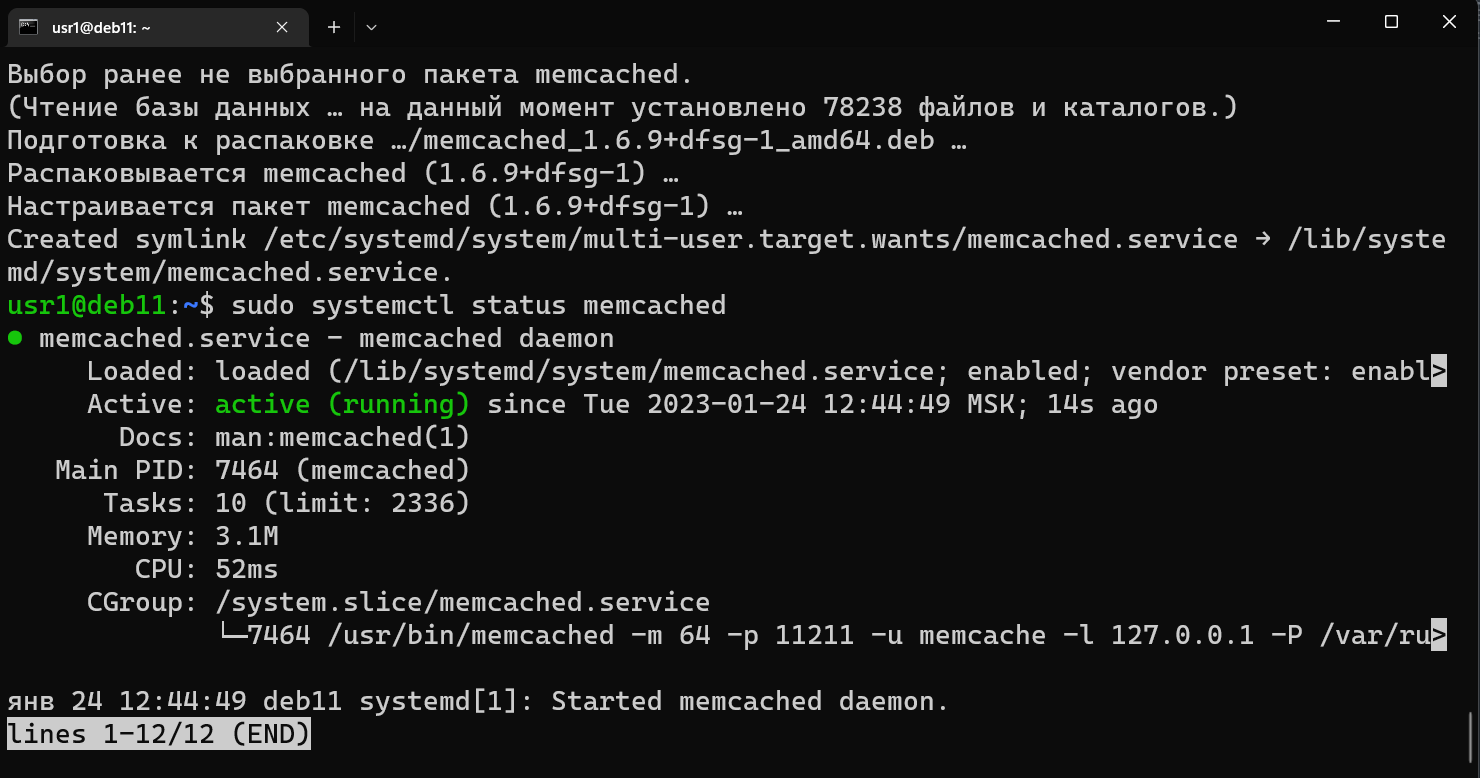 usr1@deb11: ~
Выбор ранее не выбранного пакета memcached.
(Чтение базы данных … на данный момент установлено 78238 файлов и каталогов.)
Подготовка к распаковке …/memcached_1.6.9+dfsg-1_amd64.deb …
Распаковывается memcached (1.6.9+dfsg-1) …
Настраивается пакет memcached (1.6.9+dfsg-1) …
Created symlink /etc/systemd/system/multi-user.target.wants/memcached.service → /lib/syste
md/system/memcached.service.
usr1@deb11:~$ sudo systemctl status memcached
● memcached.service - memcached daemon
     Loaded: loaded (/lib/systemd/system/memcached.service; enabled; vendor preset: enabl>
     Active: active (running) since Tue 2023-01-24 12:44:49 MSK; 14s ago
       Docs: man:memcached(1)
   Main PID: 7464 (memcached)
      Tasks: 10 (limit: 2336)
     Memory: 3.1M
        CPU: 52ms
     CGroup: /system.slice/memcached.service
             └─7464 /usr/bin/memcached -m 64 -p 11211 -u memcache -l 127.0.0.1 -P /var/ru>
янв 24 12:44:49 deb11 systemd[1]: Started memcached daemon.
lines 1-12/12 (END)